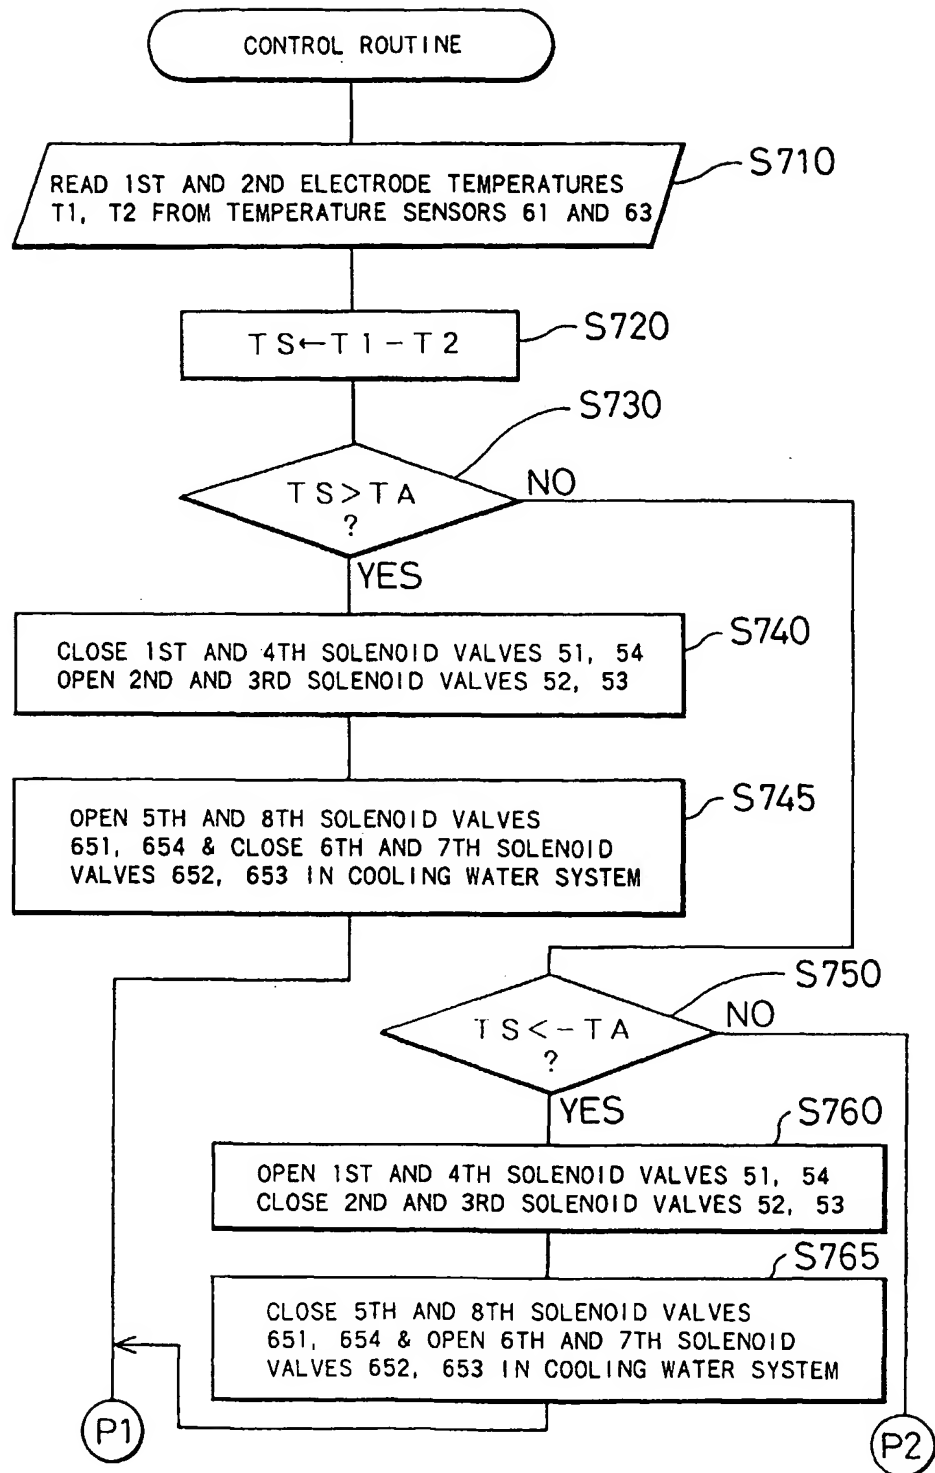 CONTROL ROUTINE
S710
READ 1ST AND 2ND ELECTRODE TEMPERATURES
T1, T2 FROM TEMPERATURE SENSORS 61 AND 63
S720
TS←T1-T2
S730
TS>TA
?
NO
YES
S740
CLOSE 1ST AND 4TH SOLENOID VALVES 51, 54
OPEN 2ND AND 3RD SOLENOID VALVES 52, 53
S745
OPEN 5TH AND 8TH SOLENOID VALVES
651, 654 & CLOSE 6TH AND 7TH SOLENOID
VALVES 652, 653 IN COOLING WATER SYSTEM
S750
TS<-TA
?
NO
YES
S760
OPEN 1ST AND 4TH SOLENOID VALVES 51, 54
CLOSE 2ND AND 3RD SOLENOID VALVES 52, 53
S765
CLOSE 5TH AND 8TH SOLENOID VALVES
651, 654 & OPEN 6TH AND 7TH SOLENOID
VALVES 652, 653 IN COOLING WATER SYSTEM
P1
P2